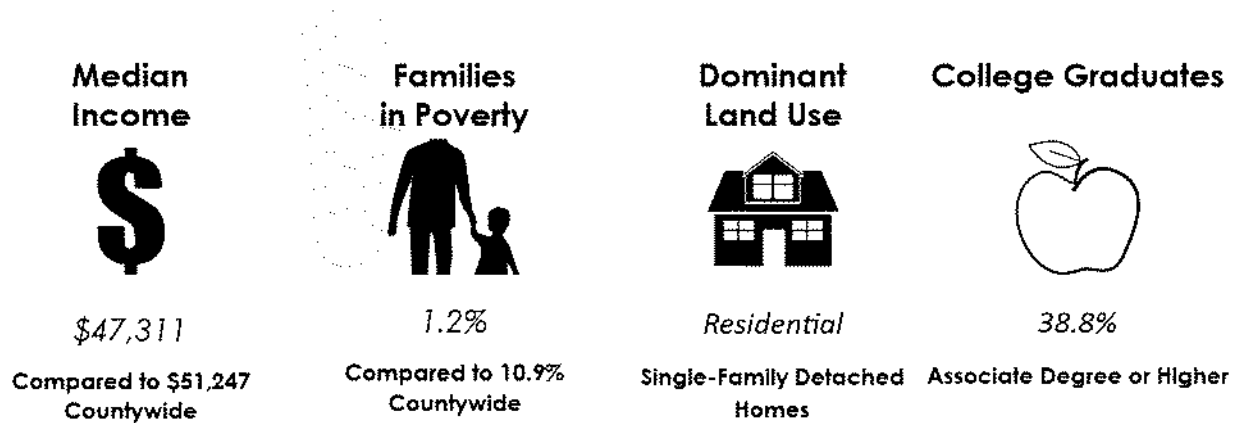 Median
Income
$
$47,311
Compared to $51,247
Countywide
Families
in Poverty
1.2%
Compared to 10.9%
Countywide
Dominant
Land Use
Residential
Single-Family Detached
Homes
College Graduates
38.8%
Associate Degree or Higher